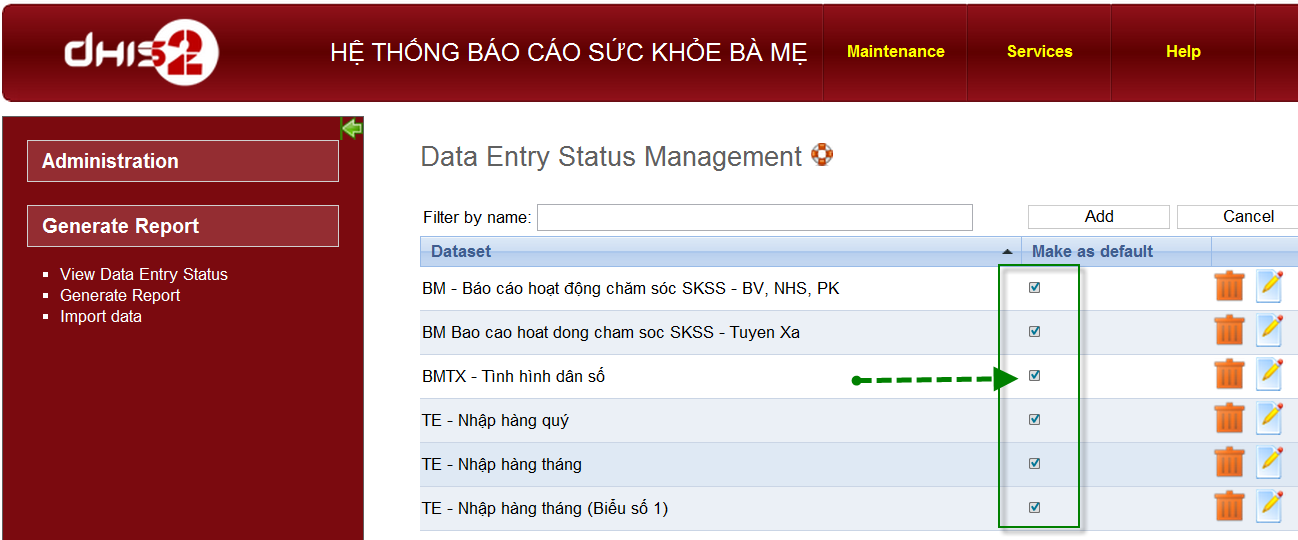 dHIS2
HỆ THỐNG BÁO CÁO SỨC KHỎE BÀ MẸ
Maintenance
Services
Help
Administration
Generate Report
View Data Entry Status
Generate Report
Import data
Data Entry Status Management
Filter by name:
Add
Cancel
Dataset
Make as default
BM - Báo cáo hoạt động chăm sóc SKSS - BV, NHS, PK
BM Bao cao hoat dong cham soc SKSS - Tuyen Xa
BMTX - Tình hình dân số
TE - Nhập hàng quý
TE - Nhập hàng tháng
TE - Nhập hàng tháng (Biểu số 1)